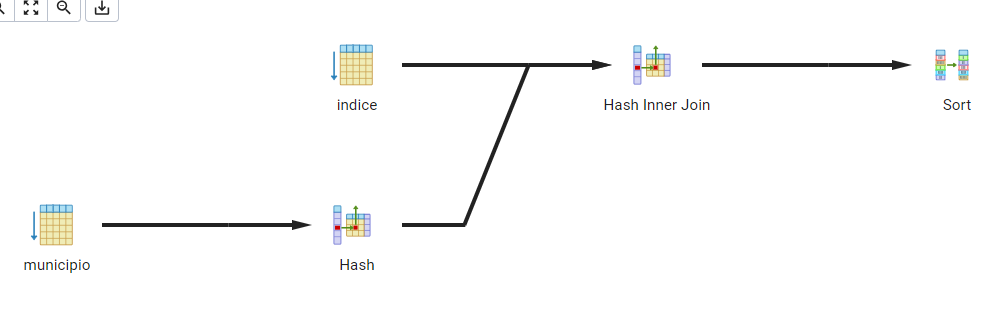 indice
Hash Inner Join
Sort
municipio
Hash